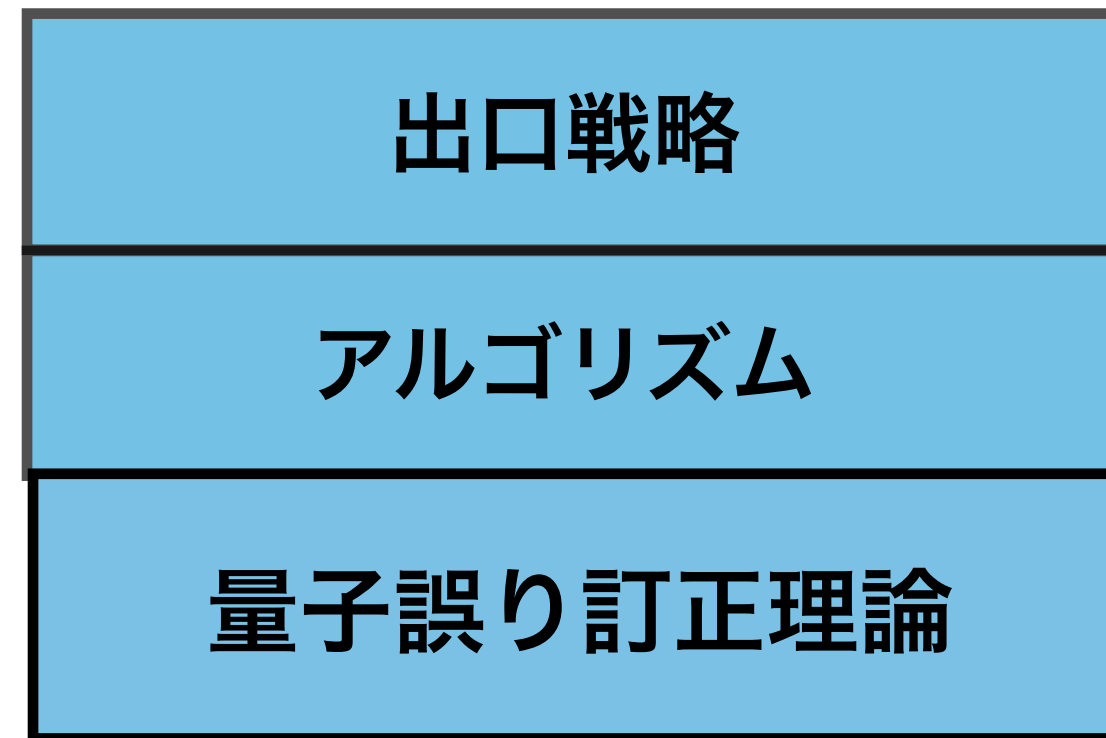 出口戦略
アルゴリズム
量子誤り訂正理論